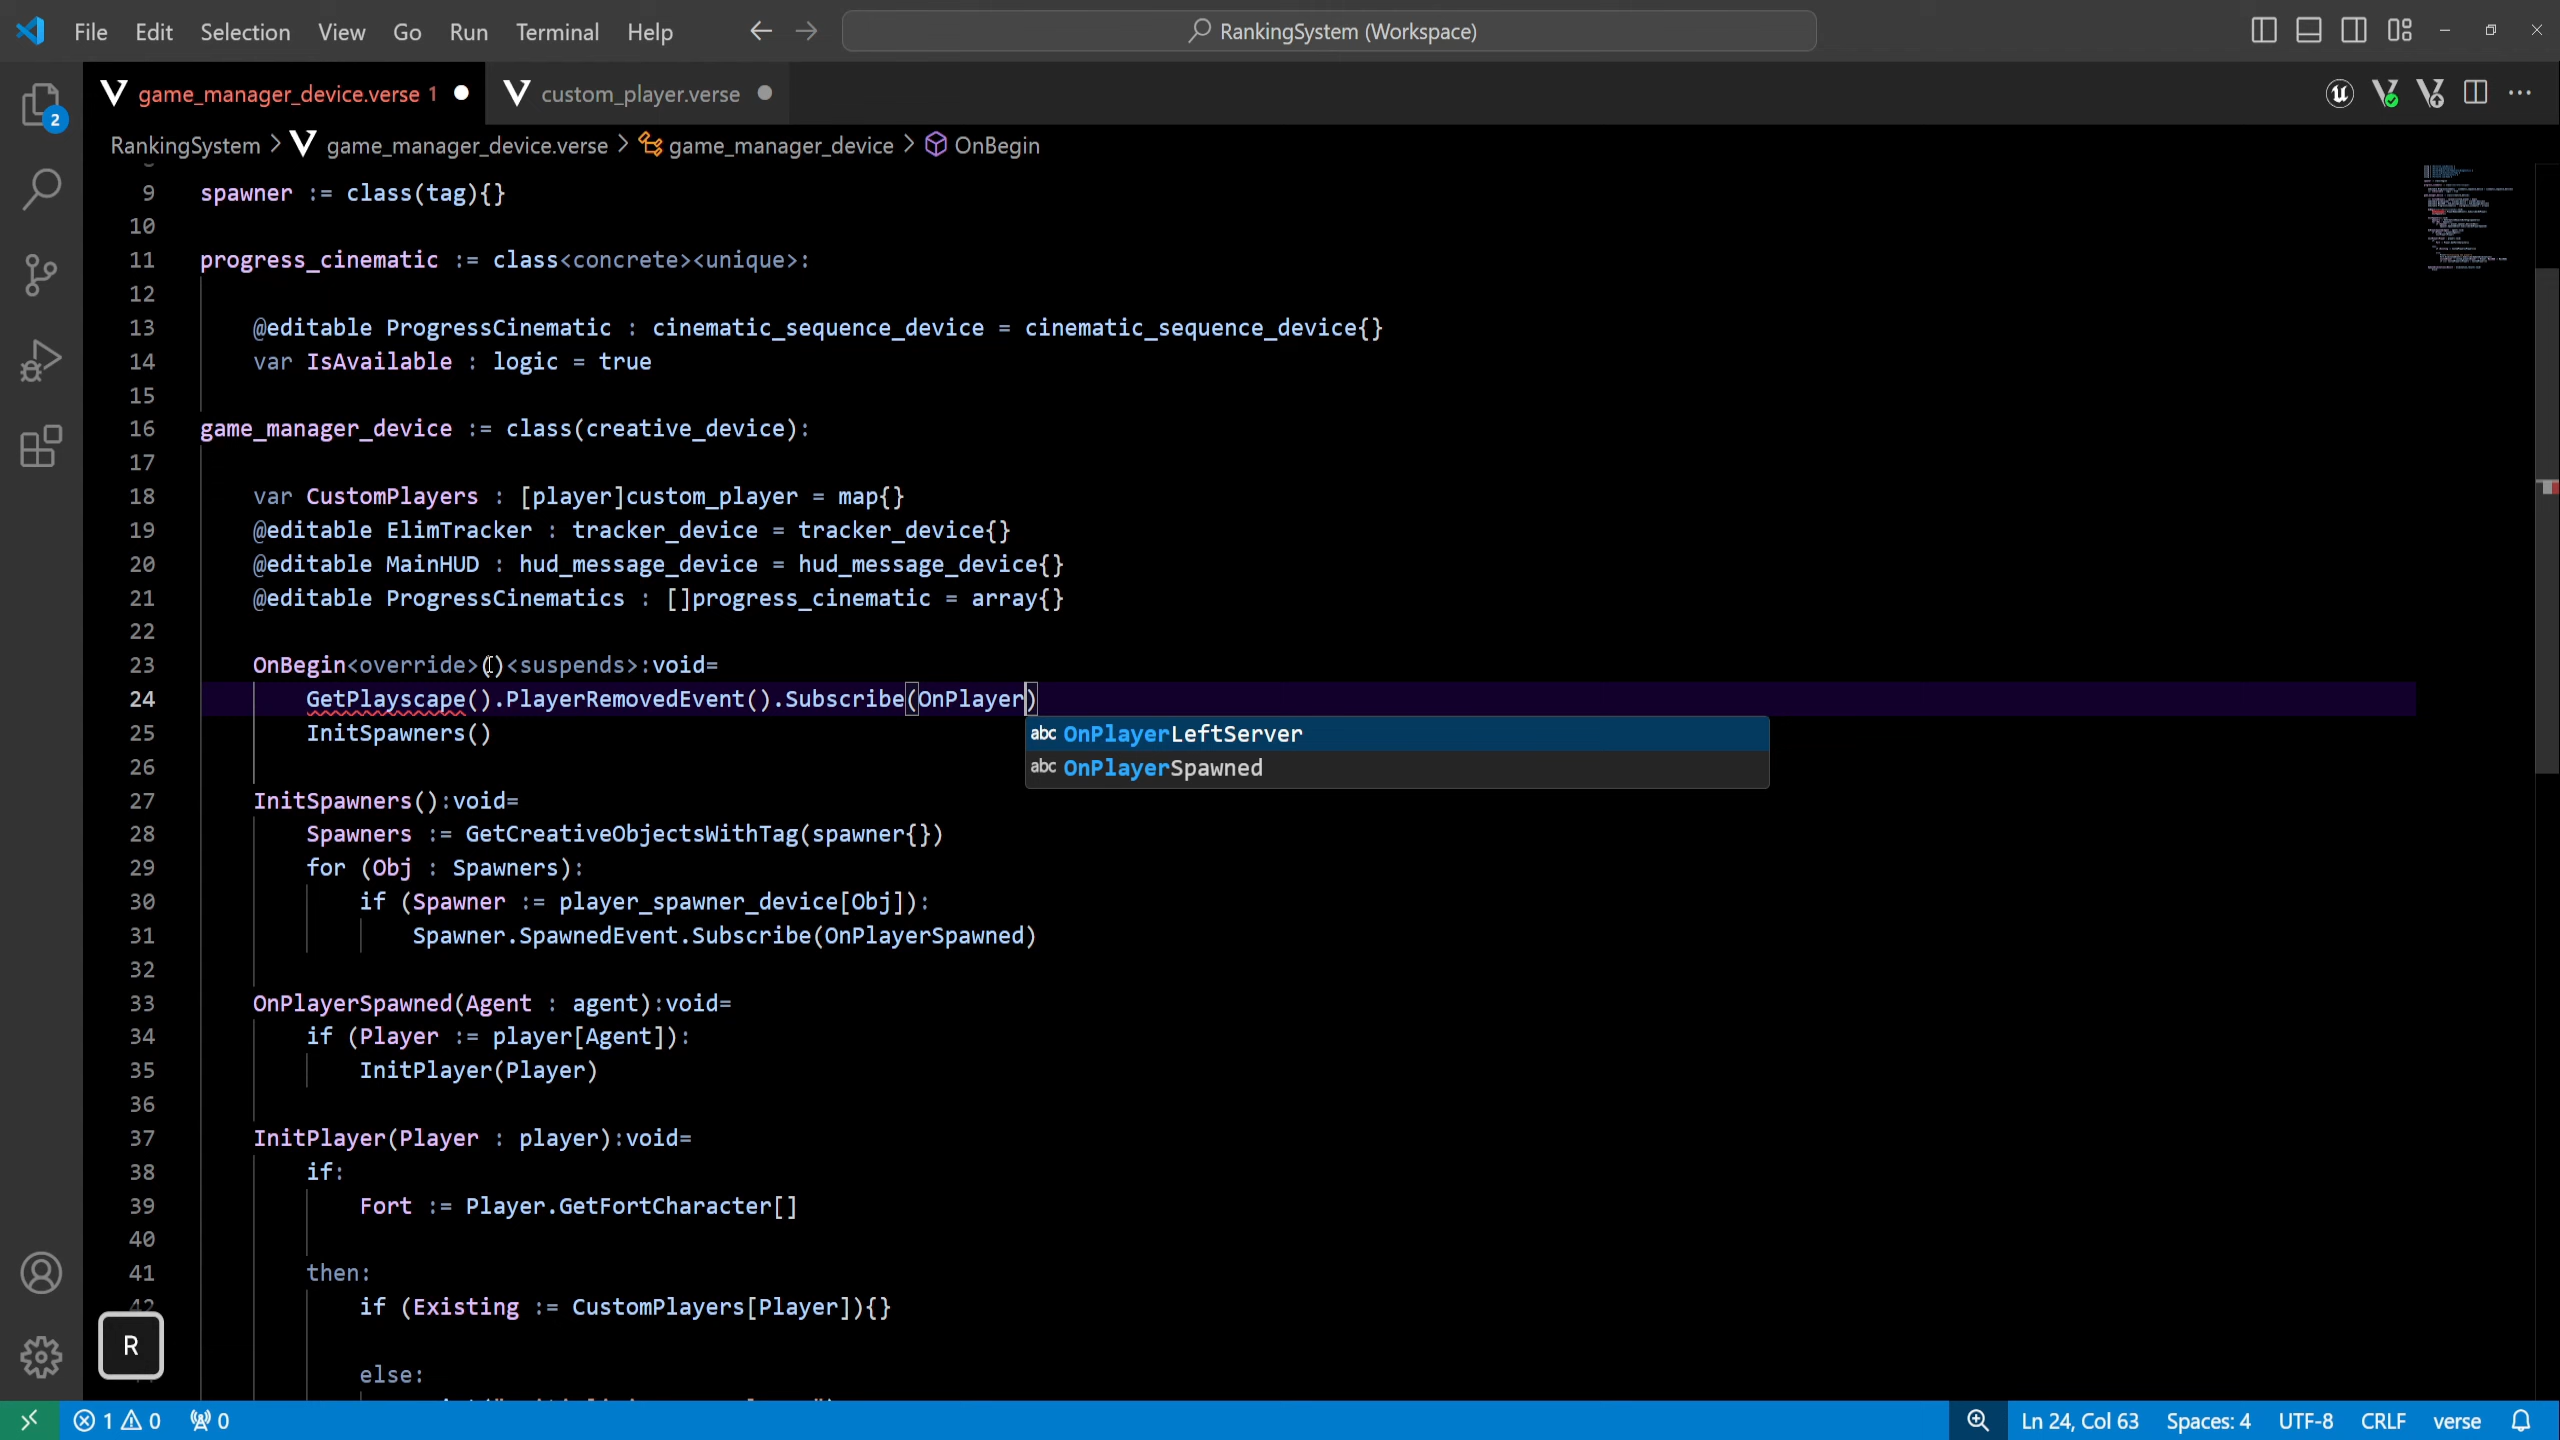 File Edit Selection View Go Run Terminal Help RankingSystem (Workspace)
game_manager_device.verse 1 custom_player.verse
RankingSystem > game_manager_device.verse > game_manager_device > OnBegin
2
9 spawner := class(tag){}
10
11 progress_cinematic := class<concrete><unique>:
12
13 @editable ProgressCinematic : cinematic_sequence_device = cinematic_sequence_device{}
14 var IsAvailable : logic = true
15
16 game_manager_device := class(creative_device):
17
18 var CustomPlayers : [player]custom_player = map{}
19 @editable ElimTracker : tracker_device = tracker_device{}
20 @editable MainHUD : hud_message_device = hud_message_device{}
21 @editable ProgressCinematics : []progress_cinematic = array{}
22
23 OnBegin<override>()<suspends>:void=
24 GetPlayscape().PlayerRemovedEvent().Subscribe(OnPlayer)
25 InitSpawners()
abc OnPlayerLeftServer
abc OnPlayerSpawned
26
27 InitSpawners():void=
28 Spawners := GetCreativeObjectsWithTag(spawner{})
29 for (Obj : Spawners):
30 if (Spawner := player_spawner_device[Obj]):
31 Spawner.SpawnedEvent.Subscribe(OnPlayerSpawned)
32
33 OnPlayerSpawned(Agent : agent):void=
34 if (Player := player[Agent]):
35 InitPlayer(Player)
36
37 InitPlayer(Player : player):void=
38 if:
39 Fort := Player.GetFortCharacter[]
40
41 then:
42 if (Existing := CustomPlayers[Player]){}
R
else:
1 0 0 Ln 24, Col 63 Spaces: 4 UTF-8 CRLF verse